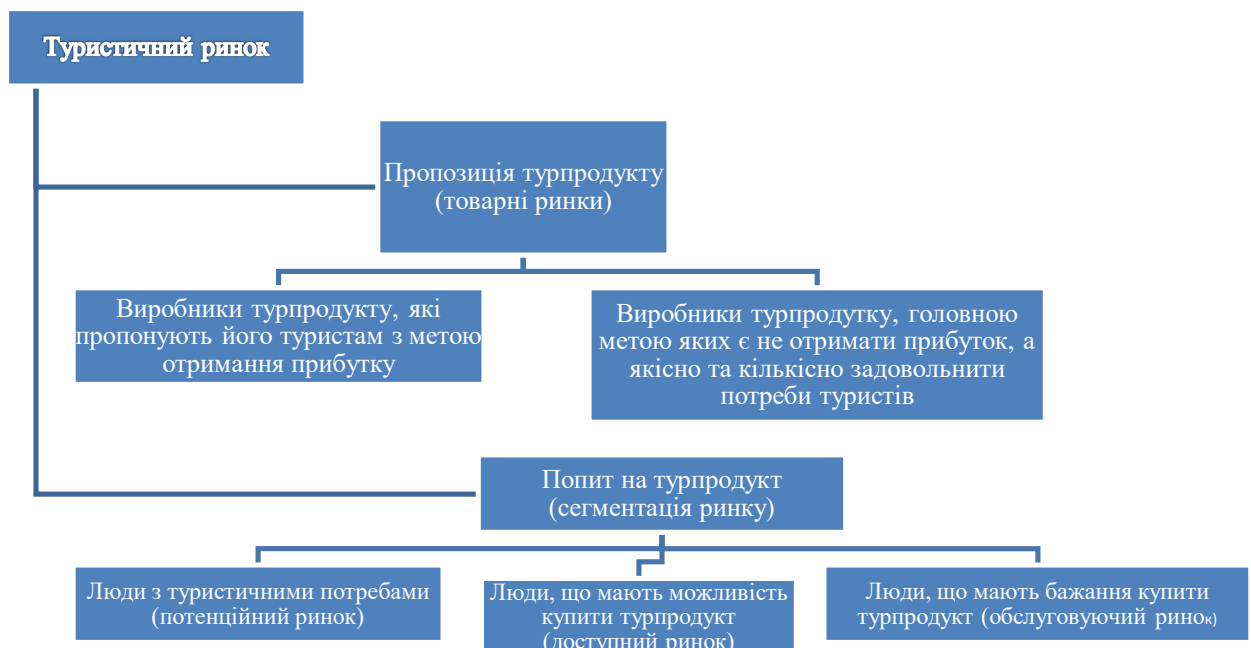 Туристичний ринок
Пропозиція турпродукту
(товарні ринки)
Виробники турпродукту, які
пропонують його туристам з метою
отримання прибутку
Виробники турпродутку, головною
метою яких є не отримати прибуток, а
якісно та кількісно задовольнити
потреби туристів
Попит на турпродукт
(сегментація ринку)
Люди з туристичними потребами
(потенційний ринок)
Люди, що мають можливість
купити турпродукт
(доступний ринок)
Люди, що мають бажання купити
турпродукт (обслуговуючий ринок)